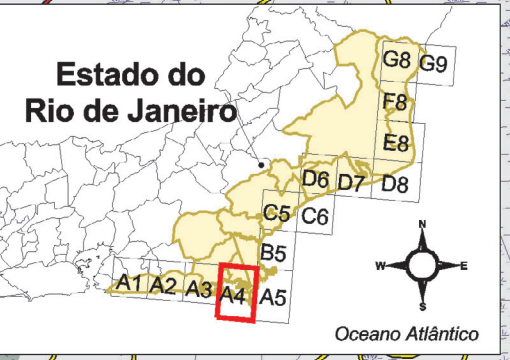 Estado do
Rio de Janeiro
G8 G9
F8
E8
D6 D7 D8
C5 C6
B5
A1 A2 A3 A4 A5
N
W E
S
Oceano Atlântico